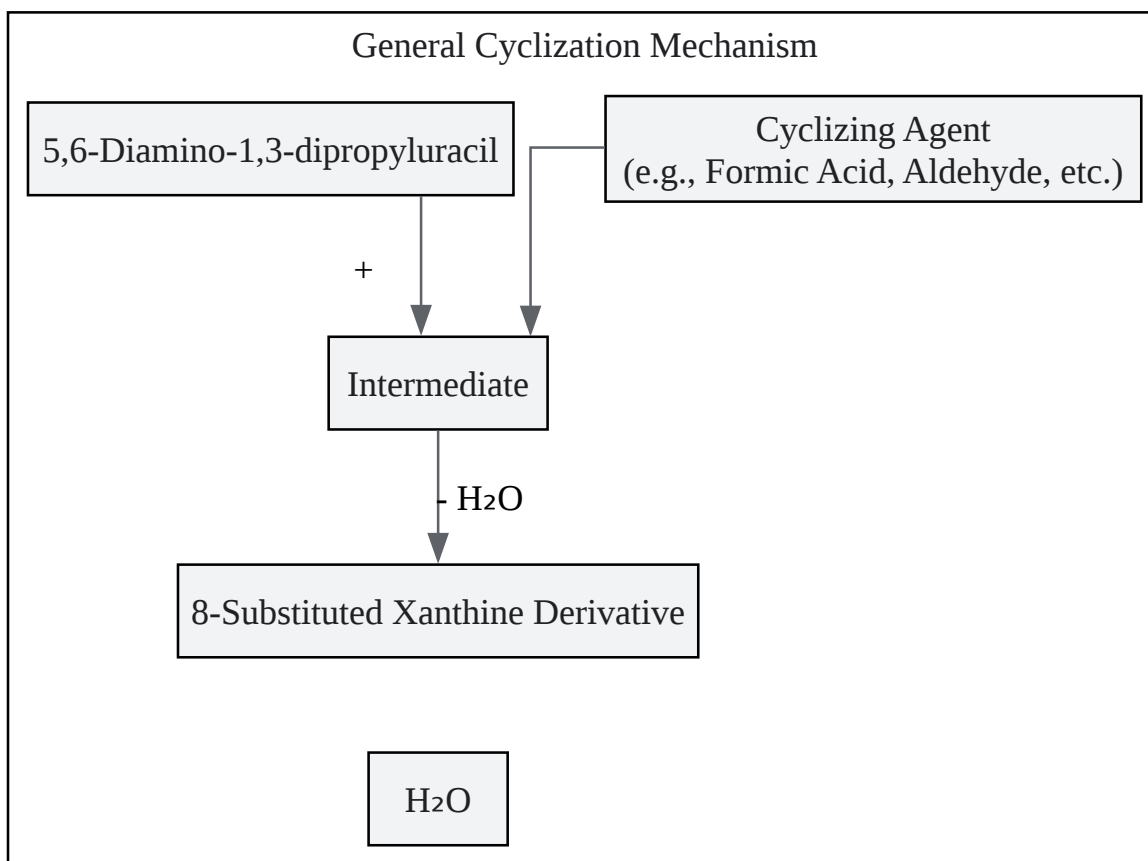 General Cyclization Mechanism
5,6-Diamino-1,3-dipropyluracil
Cyclizing Agent
(e.g., Formic Acid, Aldehyde, etc.)
+
Intermediate
- H₂O
8-Substituted Xanthine Derivative
H₂O